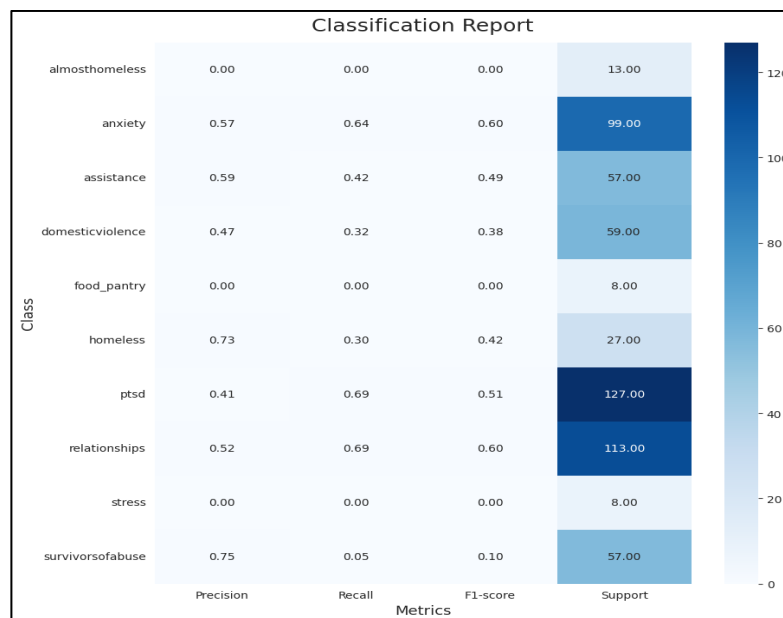 Classification Report
almosthomeless 0.00 0.00 0.00 13.00
anxiety 0.57 0.64 0.60 99.00
assistance 0.59 0.42 0.49 57.00
domesticviolence 0.47 0.32 0.38 59.00
food_pantry 0.00 0.00 0.00 8.00
homeless 0.73 0.30 0.42 27.00
ptsd 0.41 0.69 0.51 127.00
relationships 0.52 0.69 0.60 113.00
stress 0.00 0.00 0.00 8.00
survivorsofabuse 0.75 0.05 0.10 57.00
Precision Recall F1-score Support
Metrics
Class
120
100
80
60
40
20
0